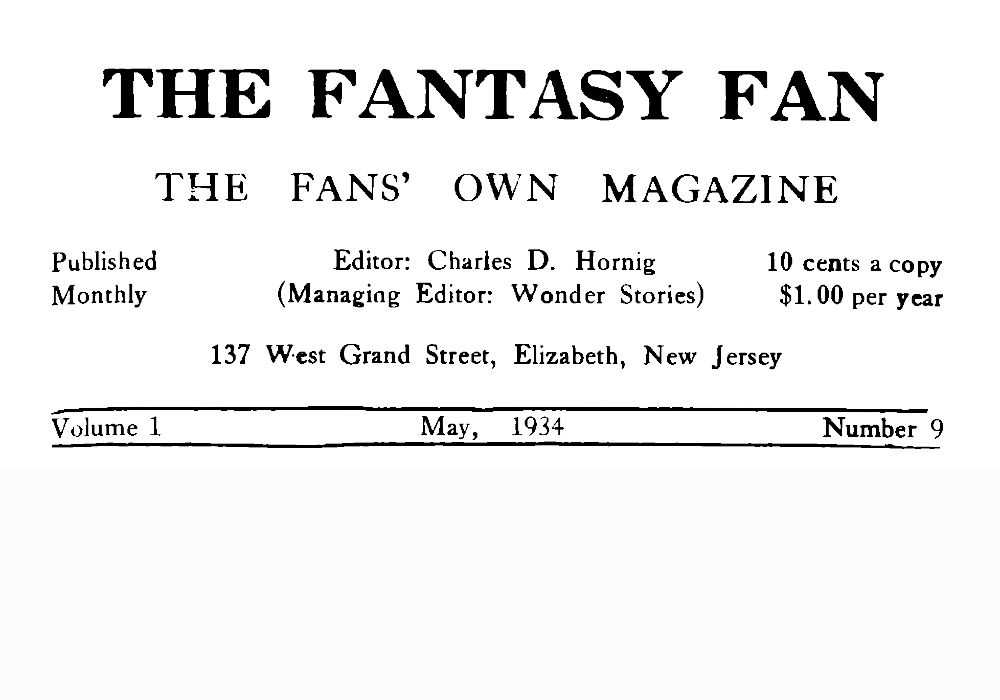 THE FANTASY FAN
THE FANS' OWN MAGAZINE
Published Editor: Charles D. Hornig 10 cents a copy
Monthly (Managing Editor: Wonder Stories) $1.00 per year
137 West Grand Street, Elizabeth, New Jersey
Volume 1 May, 1934 Number 9